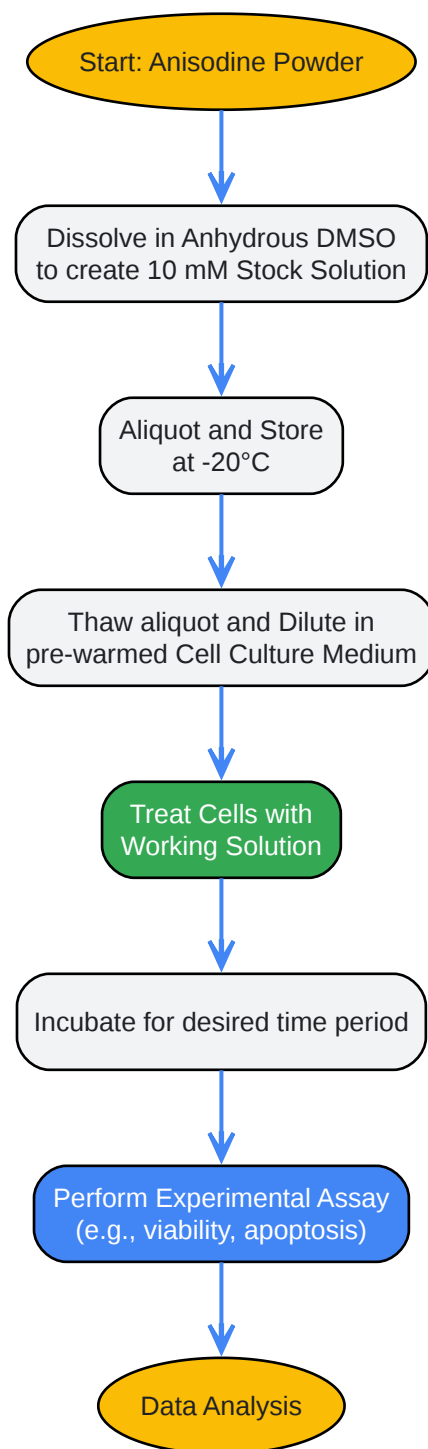 Start: Anisodine Powder
Dissolve in Anhydrous DMSO
to create 10 mM Stock Solution
Aliquot and Store
at -20°C
Thaw aliquot and Dilute in
pre-warmed Cell Culture Medium
Treat Cells with
Working Solution
Incubate for desired time period
Perform Experimental Assay
(e.g., viability, apoptosis)
Data Analysis